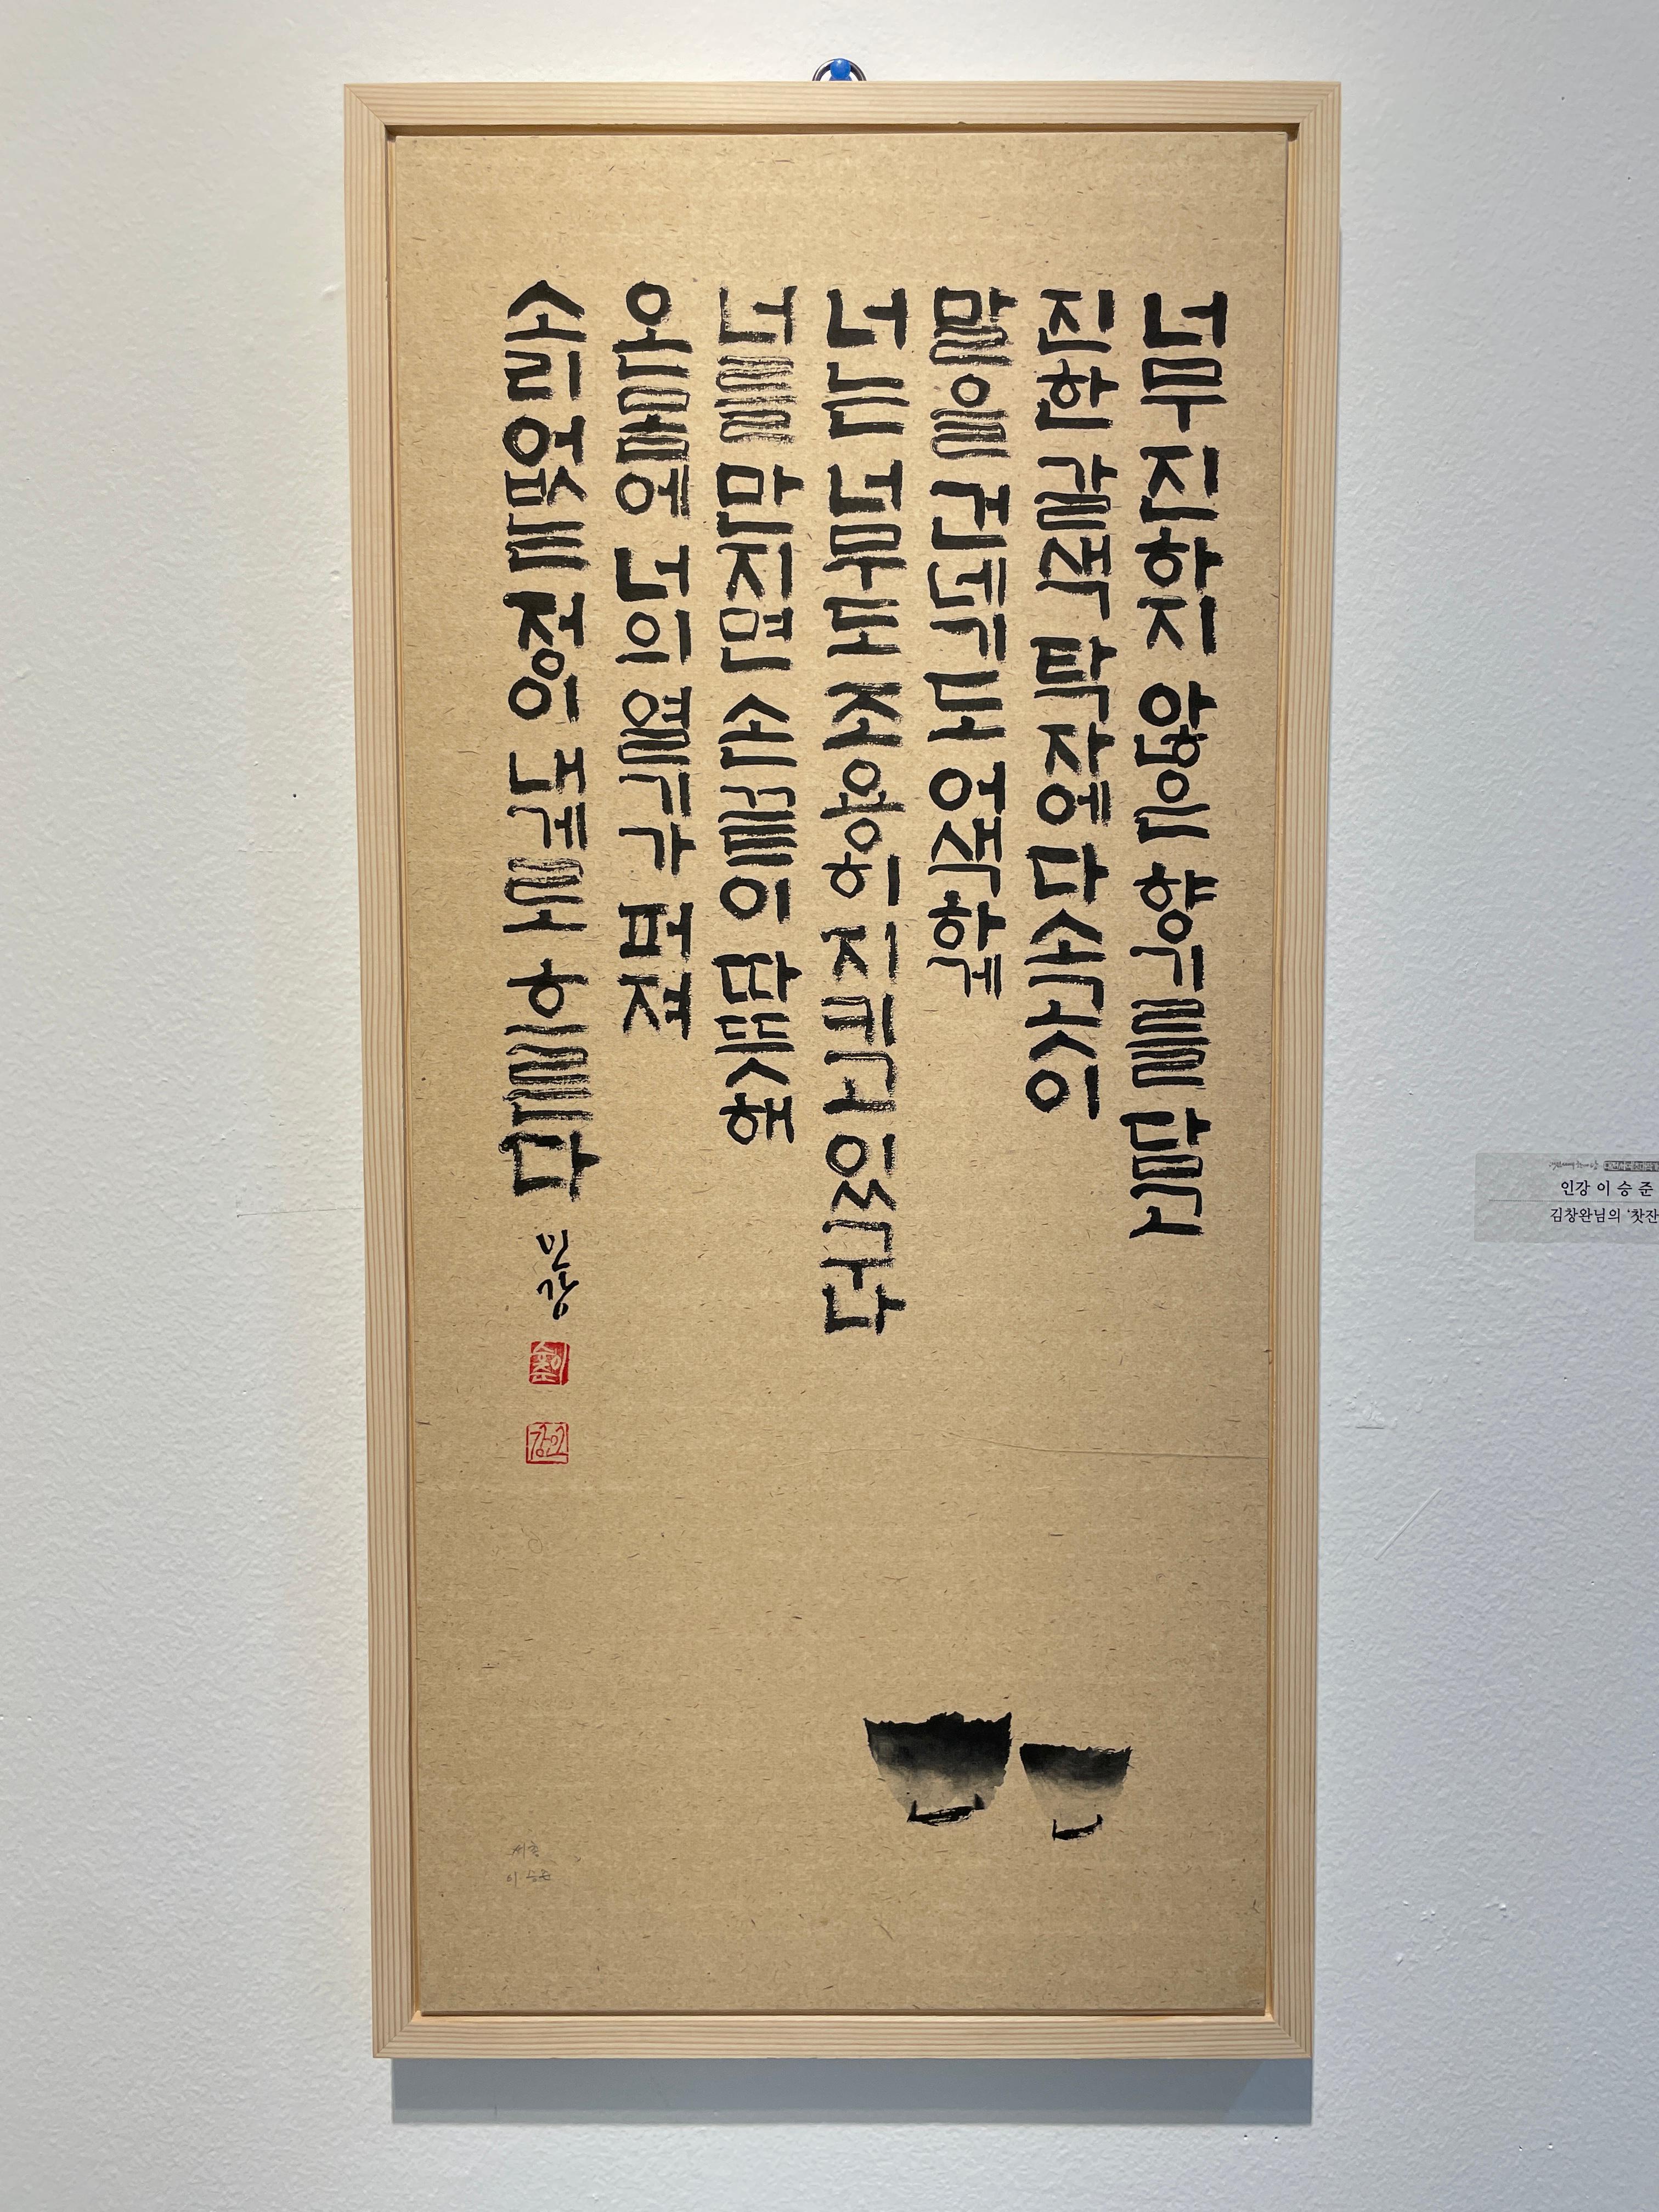 너무 진하지 않은 향기를 담고
진한 갈색 탁자에 다소곳이
말을 건네기도 어색하게
너는 너무도 조용히 지키고 있구나
너를 만지면 손끝이 따뜻해
온몸에 너의 열기가 퍼져
소리 없는 정이 내게로 흐른다
인강
인강 이승준
김창완님의 '찻잔